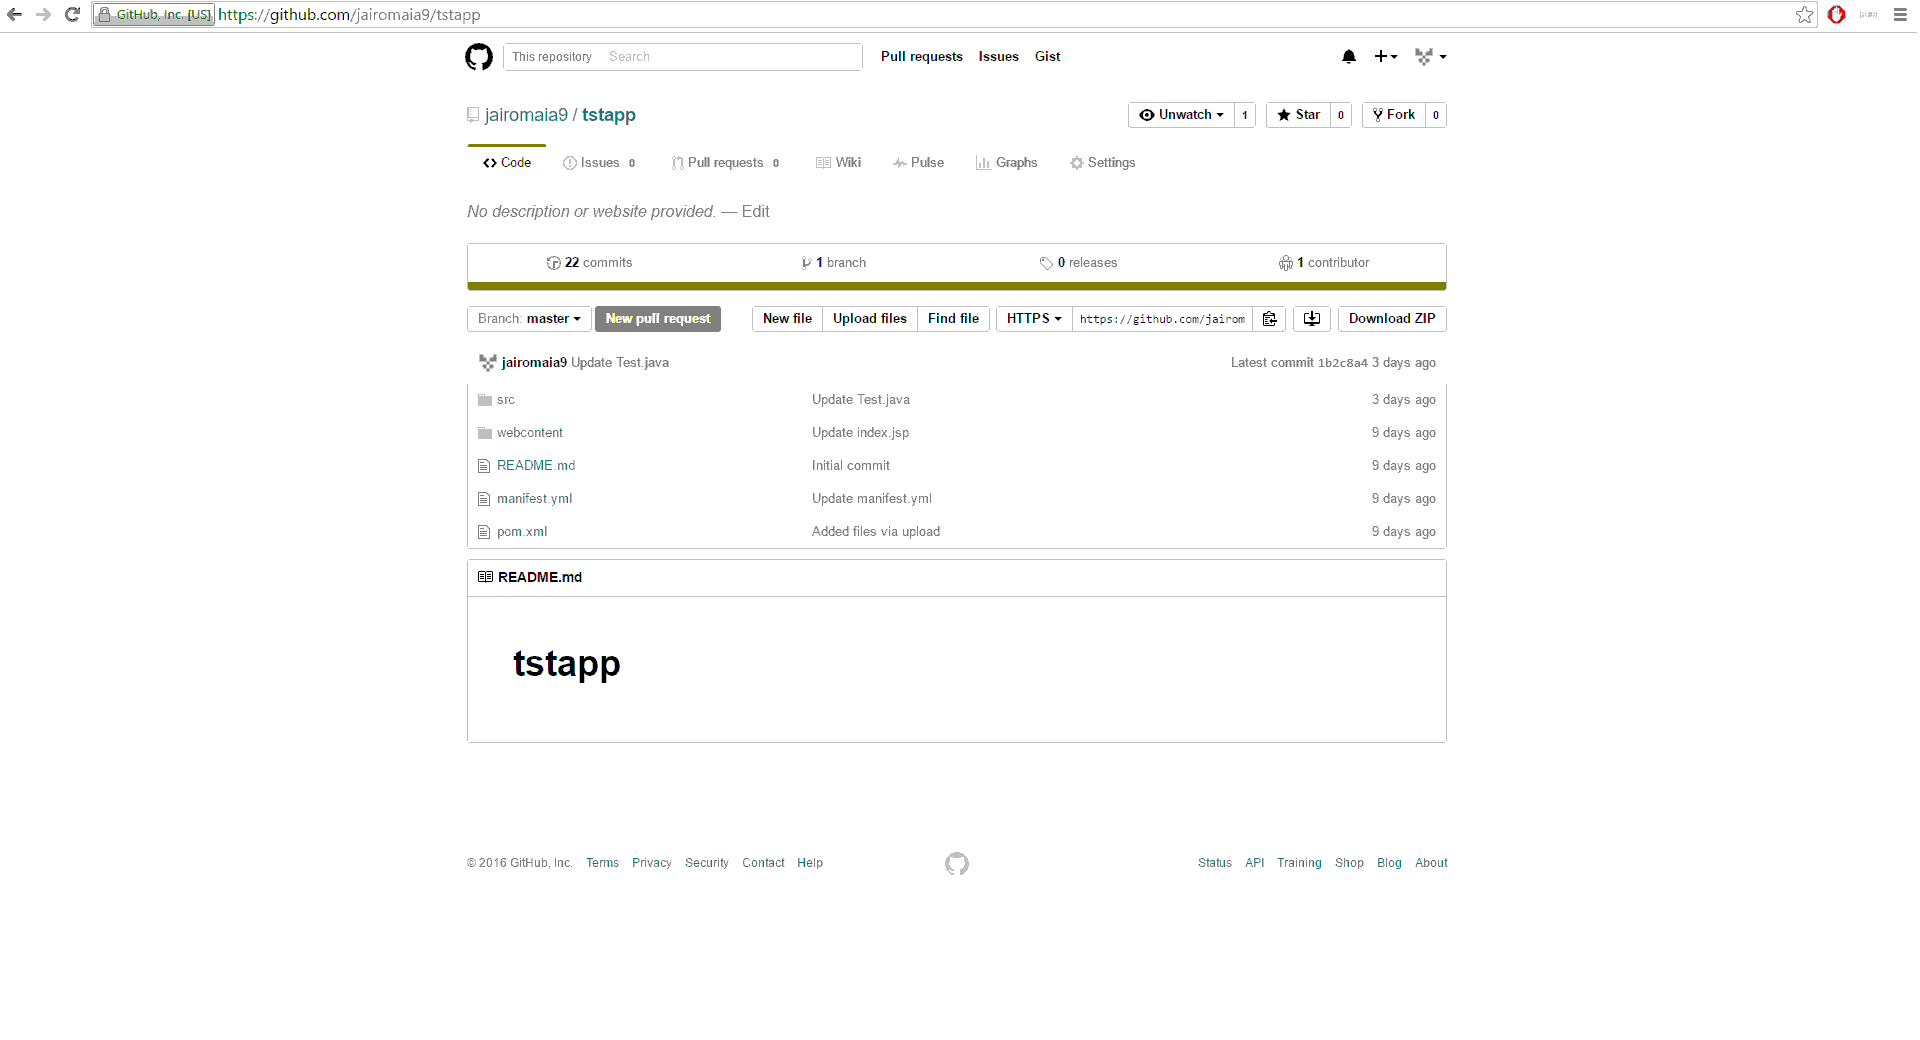 GitHub, Inc. [US] https://github.com/jairomaia9/tstapp
This repository Search Pull requests Issues Gist
jairomaia9 / tstapp Unwatch 1 Star 0 Fork 0
Code Issues 0 Pull requests 0 Wiki Pulse Graphs Settings
No description or website provided. — Edit
22 commits 1 branch 0 releases 1 contributor
Branch: master New pull request New file Upload files Find file HTTPS https://github.com/jairom Download ZIP
jairomaia9 Update Test.java Latest commit 1b2c8a4 3 days ago
src Update Test.java 3 days ago
webcontent Update index.jsp 9 days ago
README.md Initial commit 9 days ago
manifest.yml Update manifest.yml 9 days ago
pom.xml Added files via upload 9 days ago
README.md
tstapp
© 2016 GitHub, Inc. Terms Privacy Security Contact Help Status API Training Shop Blog About